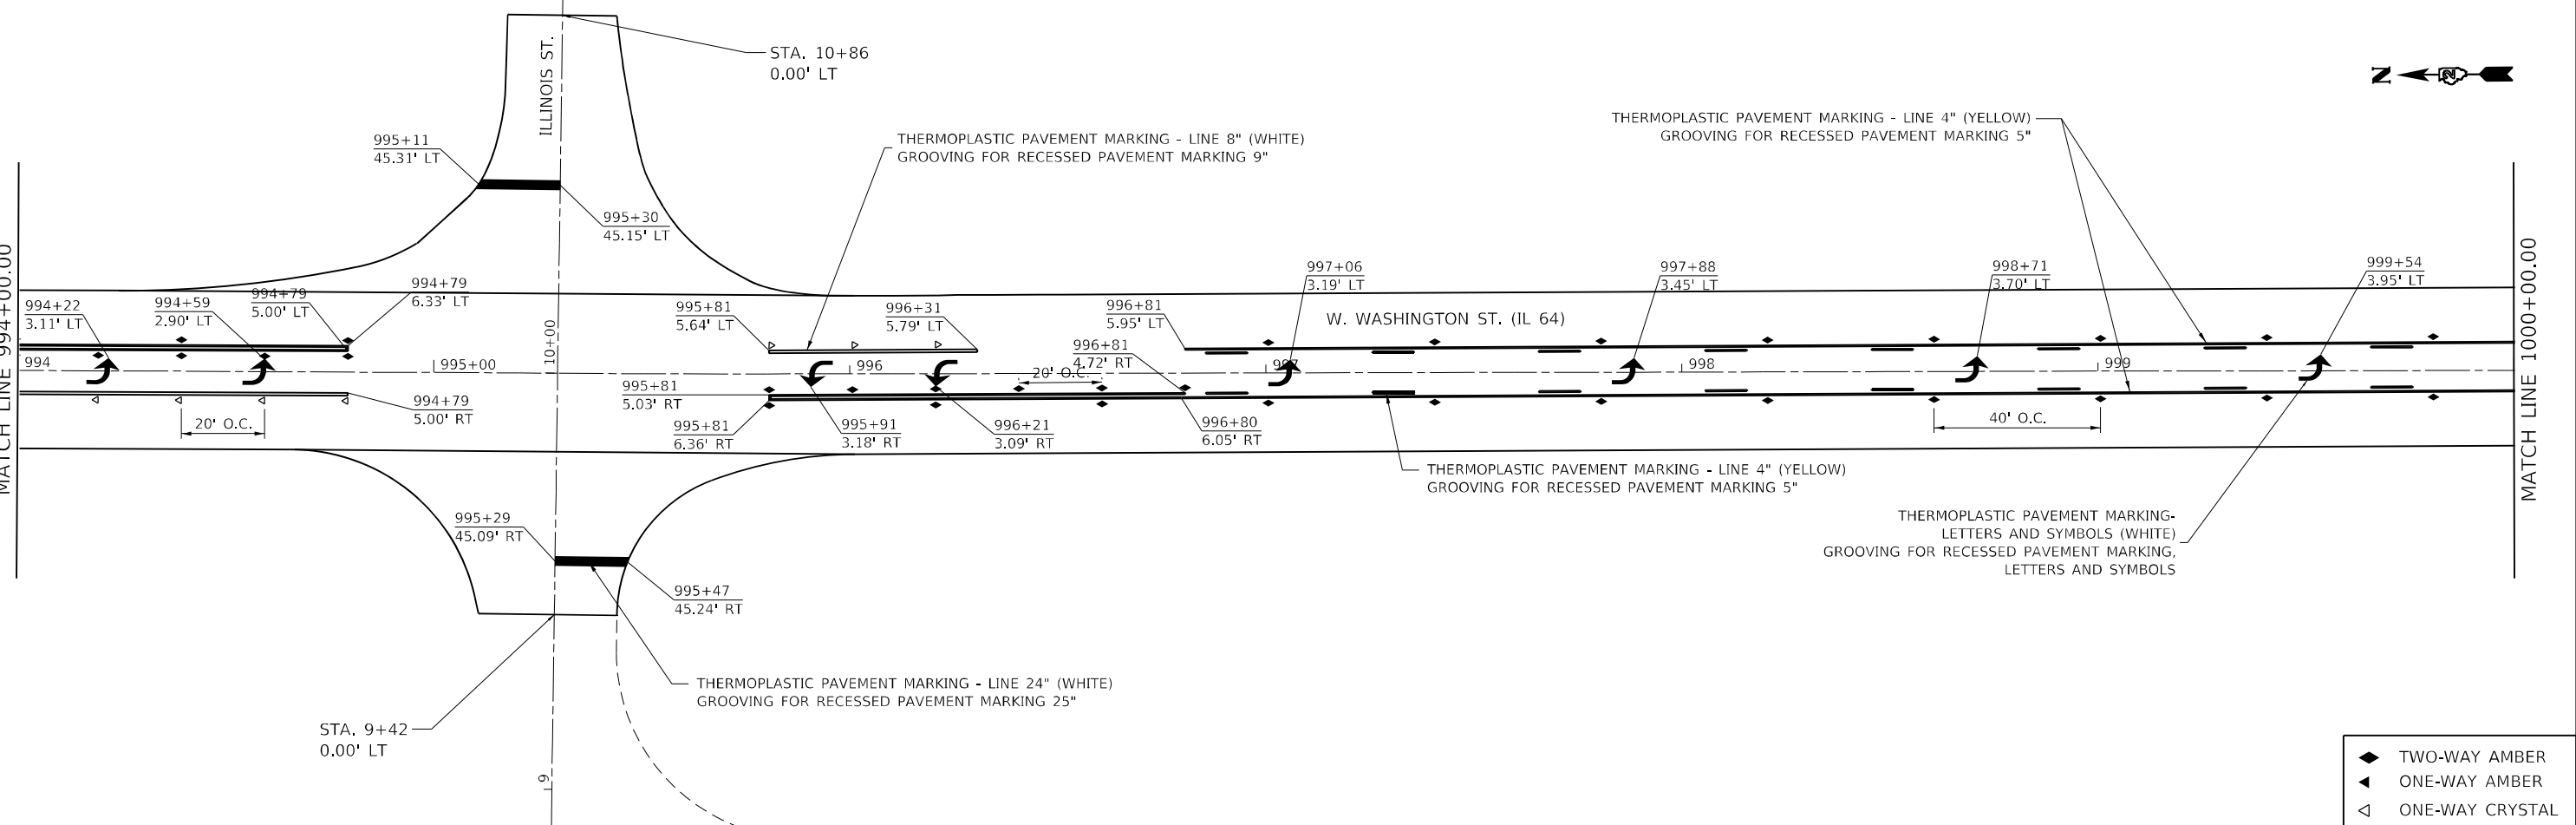 STA. 10+86
0.00' LT
ILLINOIS ST.
N
2
995+11
45.31' LT
THERMOPLASTIC PAVEMENT MARKING - LINE 8" (WHITE)
GROOVING FOR RECESSED PAVEMENT MARKING 9"
THERMOPLASTIC PAVEMENT MARKING - LINE 4" (YELLOW)
GROOVING FOR RECESSED PAVEMENT MARKING 5"
995+30
45.15' LT
MATCH LINE 994+00.00
994+22
3.11' LT
994+59
2.90' LT
994+79
5.00' LT
994+79
6.33' LT
995+81
5.64' LT
996+31
5.79' LT
996+81
5.95' LT
997+06
3.19' LT
997+88
3.45' LT
998+71
3.70' LT
999+54
3.95' LT
MATCH LINE 1000+00.00
W. WASHINGTON ST. (IL 64)
10+00
994
995+00
996
997
998
999
996+81
4.72' RT
20' O.C.
995+81
5.03' RT
994+79
5.00' RT
20' O.C.
995+81
6.36' RT
995+91
3.18' RT
996+21
3.09' RT
996+80
6.05' RT
40' O.C.
THERMOPLASTIC PAVEMENT MARKING - LINE 4" (YELLOW)
GROOVING FOR RECESSED PAVEMENT MARKING 5"
995+29
45.09' RT
THERMOPLASTIC PAVEMENT MARKING-
LETTERS AND SYMBOLS (WHITE)
GROOVING FOR RECESSED PAVEMENT MARKING,
LETTERS AND SYMBOLS
995+47
45.24' RT
THERMOPLASTIC PAVEMENT MARKING - LINE 24" (WHITE)
GROOVING FOR RECESSED PAVEMENT MARKING 25"
STA. 9+42
0.00' LT
9
TWO-WAY AMBER
ONE-WAY AMBER
ONE-WAY CRYSTAL